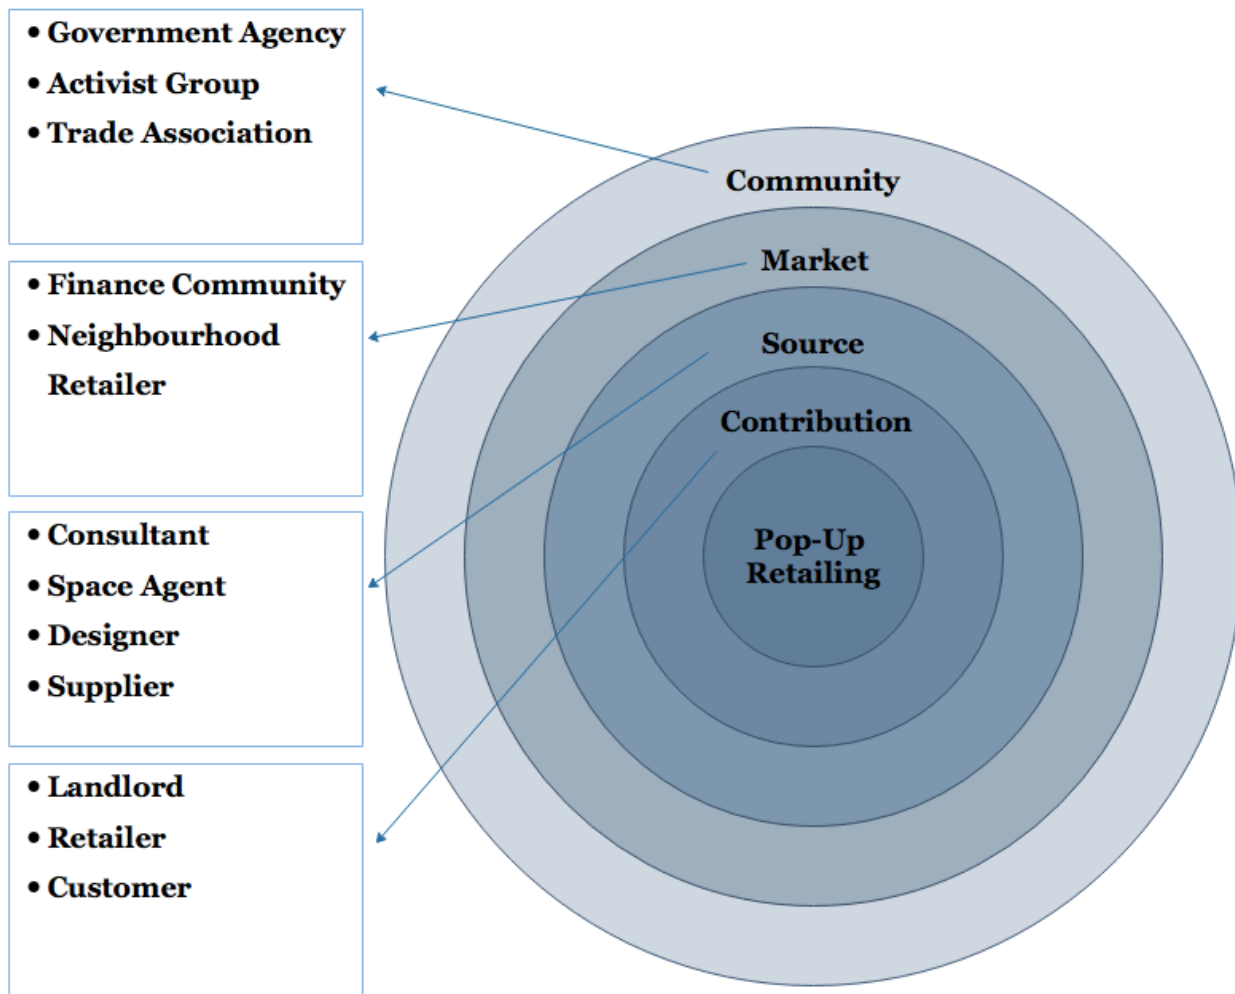 • Government Agency
• Activist Group
• Trade Association
• Finance Community
• Neighbourhood
Retailer
• Consultant
• Space Agent
• Designer
• Supplier
• Landlord
• Retailer
• Customer
Community
Market
Source
Contribution
Pop-Up
Retailing